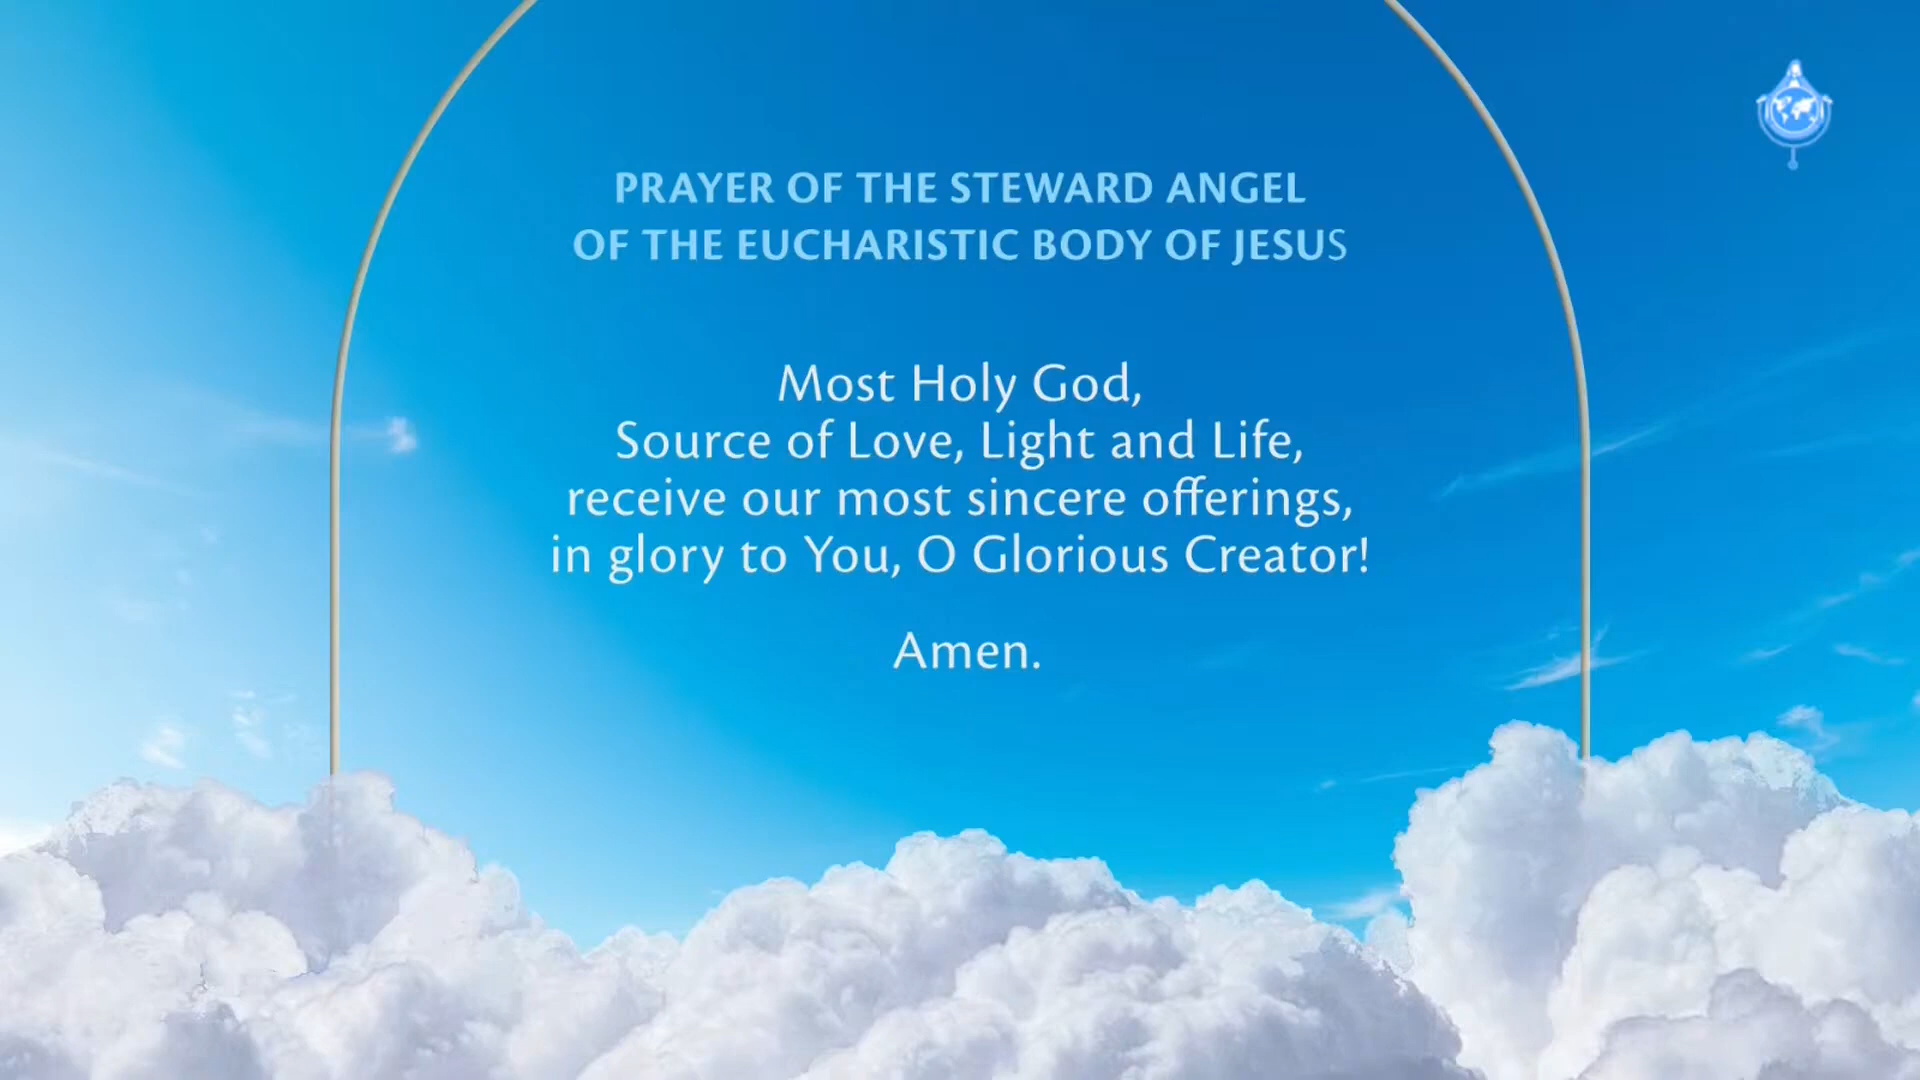 PRAYER OF THE STEWARD ANGEL
OF THE EUCHARISTIC BODY OF JESUS
Most Holy God,
Source of Love, Light and Life,
receive our most sincere offerings,
in glory to You, O Glorious Creator!
Amen.